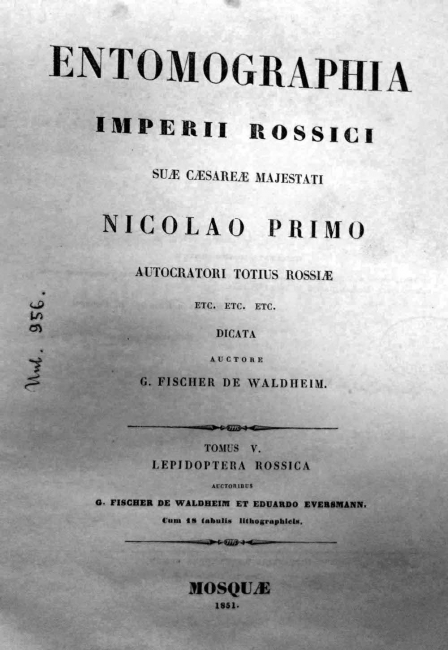 ENTOMOGRAPHIA
IMPERII ROSSICI
SUÆ CÆSAREÆ MAJESTATI
NICOLAO PRIMO
AUTOCRATORI TOTIUS ROSSIÆ
ETC. ETC. ETC.
DICATA
AUCTORE
G. FISCHER DE WALDHEIM.
TOMUS V.
LEPIDOPTERA ROSSICA
AUCTORIBUS
G. FISCHER DE WALDHEIM ET EDUARDO EVERSMANN.
Cum 18 tabulis lithographicis.
MOSQUÆ
1851.
956.